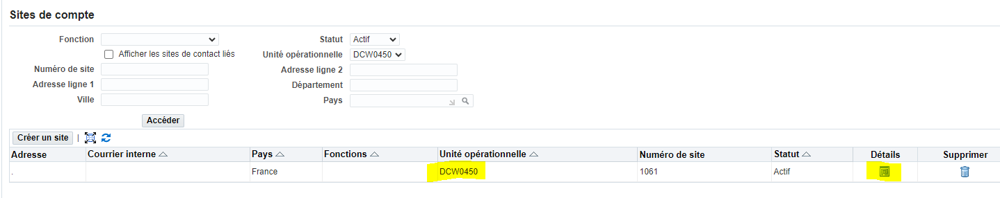 Sites de compte
Fonction
Statut Actif
Afficher les sites de contact liés
Unité opérationnelle DCW0450
Numéro de site
Adresse ligne 2
Adresse ligne 1
Département
Ville
Pays
Accéder
Créer un site |
Adresse Courrier interne Pays Fonctions Unité opérationnelle Numéro de site Statut Détails Supprimer
. France DCW0450 1061 Actif